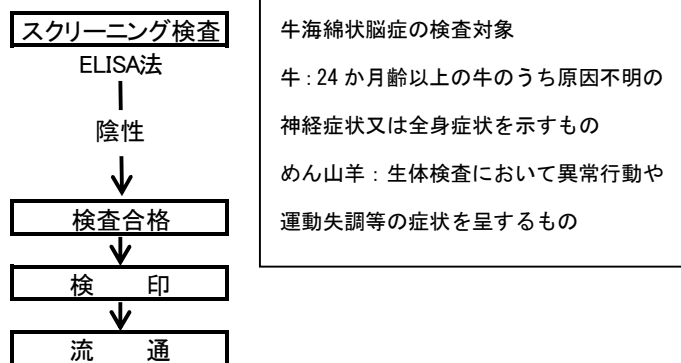 スクリーニング検査
ELISA法
陰性
検査合格
検　　印
流　　通
牛海綿状脳症の検査対象
牛：24 か月齢以上の牛のうち原因不明の
神経症状又は全身症状を示すもの
めん山羊：生体検査において異常行動や
運動失調等の症状を呈するもの